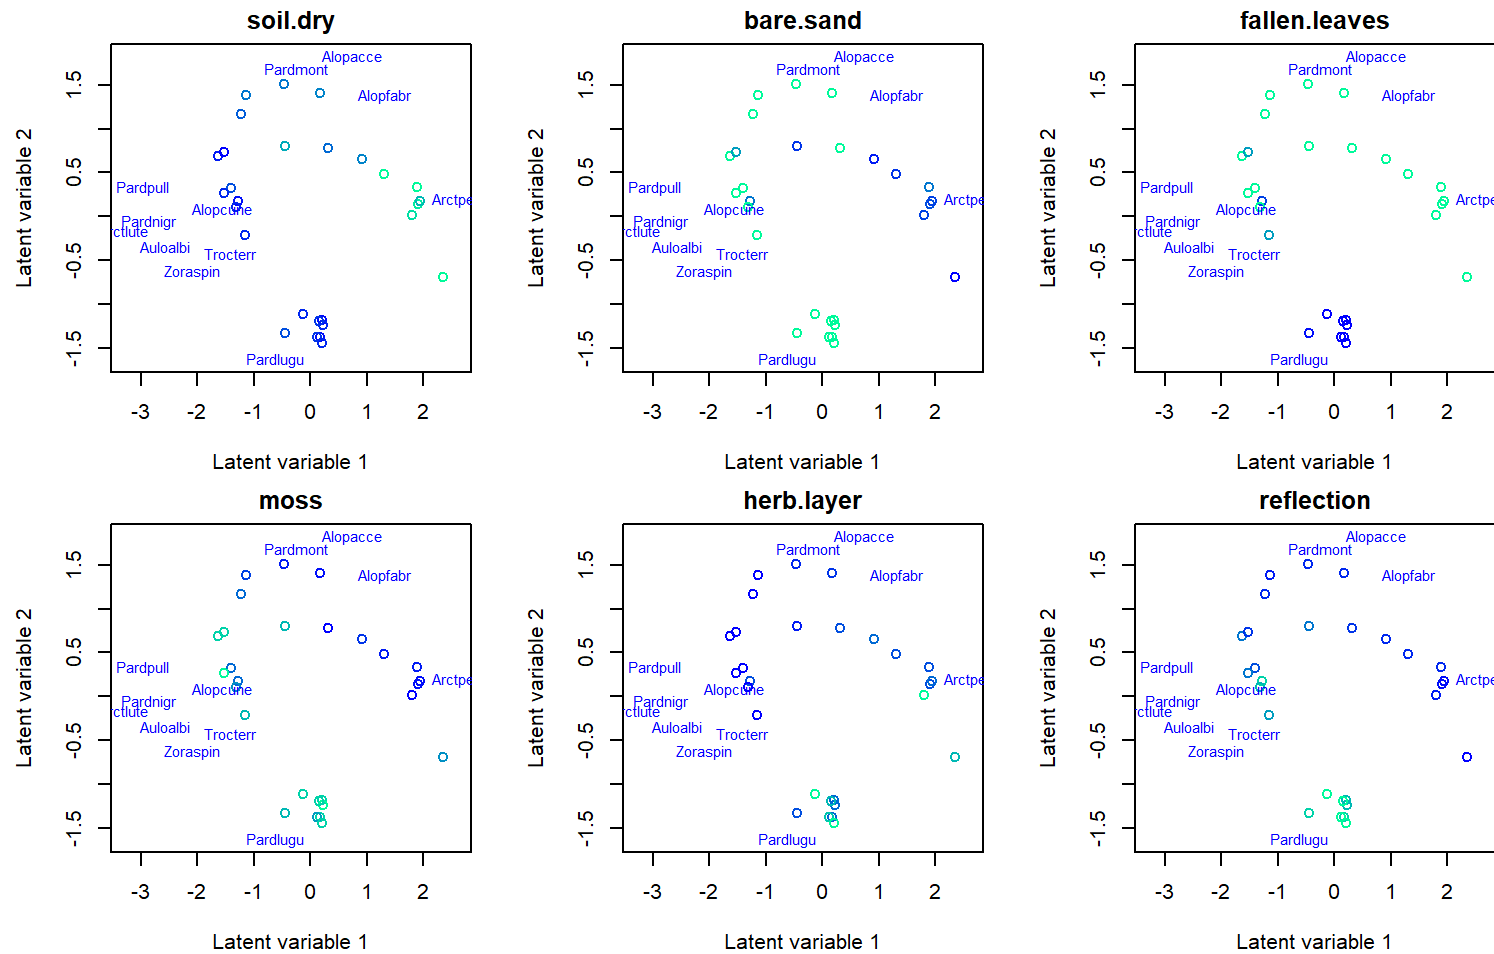 soil.dry
Latent variable 2
1.5
0.5
-0.5
-1.5
Alopacce
Pardmont
Alopfabr
Pardpull
Arctpe
Alopcune
Pardnigr
rctlute
Auloalbi
Trocterr
Zoraspin
Pardlugu
-3 -2 -1 0 1 2
Latent variable 1
bare.sand
Latent variable 2
1.5
0.5
-0.5
-1.5
Alopacce
Pardmont
Alopfabr
Pardpull
Arctpe
Alopcune
Pardnigr
rctlute
Auloalbi
Trocterr
Zoraspin
Pardlugu
-3 -2 -1 0 1 2
Latent variable 1
fallen.leaves
Latent variable 2
1.5
0.5
-0.5
-1.5
Alopacce
Pardmont
Alopfabr
Pardpull
Arctpe
Alopcune
Pardnigr
rctlute
Auloalbi
Trocterr
Zoraspin
Pardlugu
-3 -2 -1 0 1 2
Latent variable 1
moss
Latent variable 2
1.5
0.5
-0.5
-1.5
Alopacce
Pardmont
Alopfabr
Pardpull
Arctpe
Alopcune
Pardnigr
rctlute
Auloalbi
Trocterr
Zoraspin
Pardlugu
-3 -2 -1 0 1 2
Latent variable 1
herb.layer
Latent variable 2
1.5
0.5
-0.5
-1.5
Alopacce
Pardmont
Alopfabr
Pardpull
Arctpe
Alopcune
Pardnigr
rctlute
Auloalbi
Trocterr
Zoraspin
Pardlugu
-3 -2 -1 0 1 2
Latent variable 1
reflection
Latent variable 2
1.5
0.5
-0.5
-1.5
Alopacce
Pardmont
Alopfabr
Pardpull
Arctpe
Alopcune
Pardnigr
rctlute
Auloalbi
Trocterr
Zoraspin
Pardlugu
-3 -2 -1 0 1 2
Latent variable 1